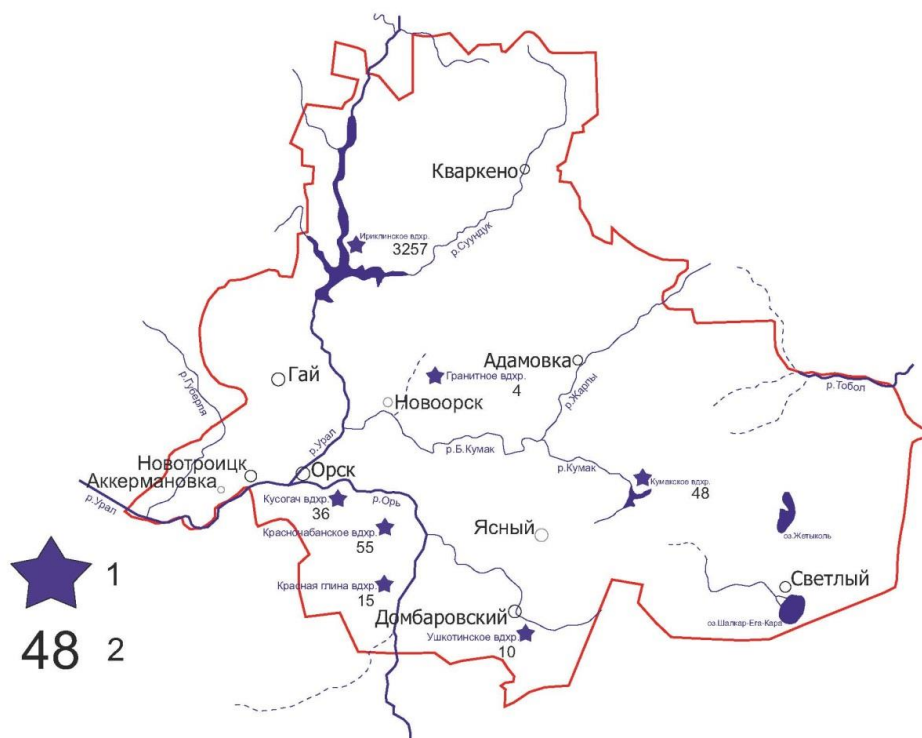 Кваркено
Ириклинское вдхр.
3257
р.Суундук
Адамовка
Гай
Гранитное вдхр.
4
р.Губерля
Новоорск
р.Жарлы
р.Тобол
р.Урал
р.Б.Кумак
Новотроицк
Орск
р.Кумак
Аккермановка
Кумакское вдхр.
48
р.Урал
Кусогач вдхр.
36
р.Орь
Красночабанское вдхр.
55
Ясный
оз.Жетыколь
1
Красная глина вдхр.
15
Светлый
Домбаровский
оз.Шалкар-Ега-Кара
Ушкотинское вдхр.
10
48 2